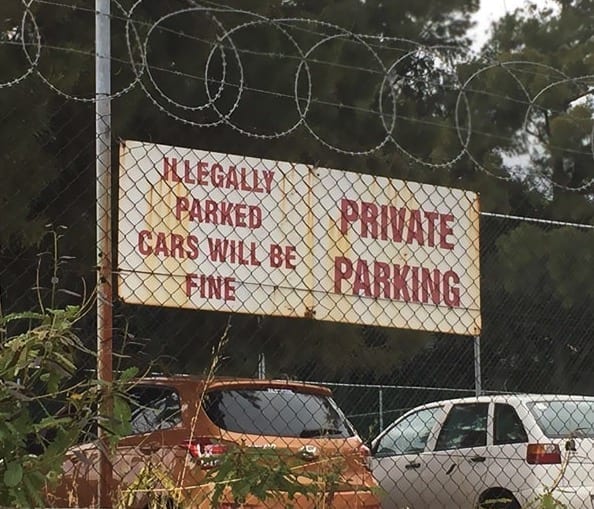 ILLEGALLY
PARKED
CARS WILL BE
FINE
PRIVATE
PARKING